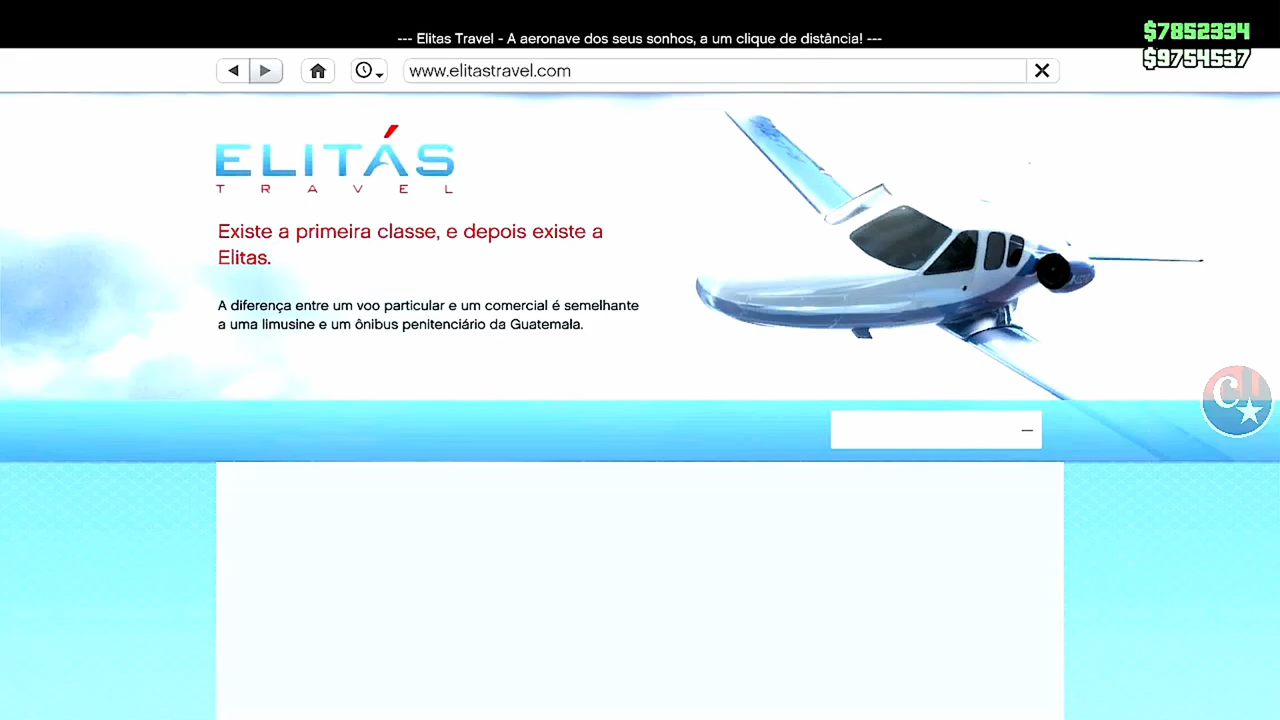 --- Elitas Travel - A aeronave dos seus sonhos, a um clique de distância! ---
$7852334
$9754537
www.elitastravel.com
ELITÁS
TRAVEL
Existe a primeira classe, e depois existe a
Elitas.
A diferença entre um voo particular e um comercial é semelhante
a uma limusine e um ônibus penitenciário da Guatemala.
C